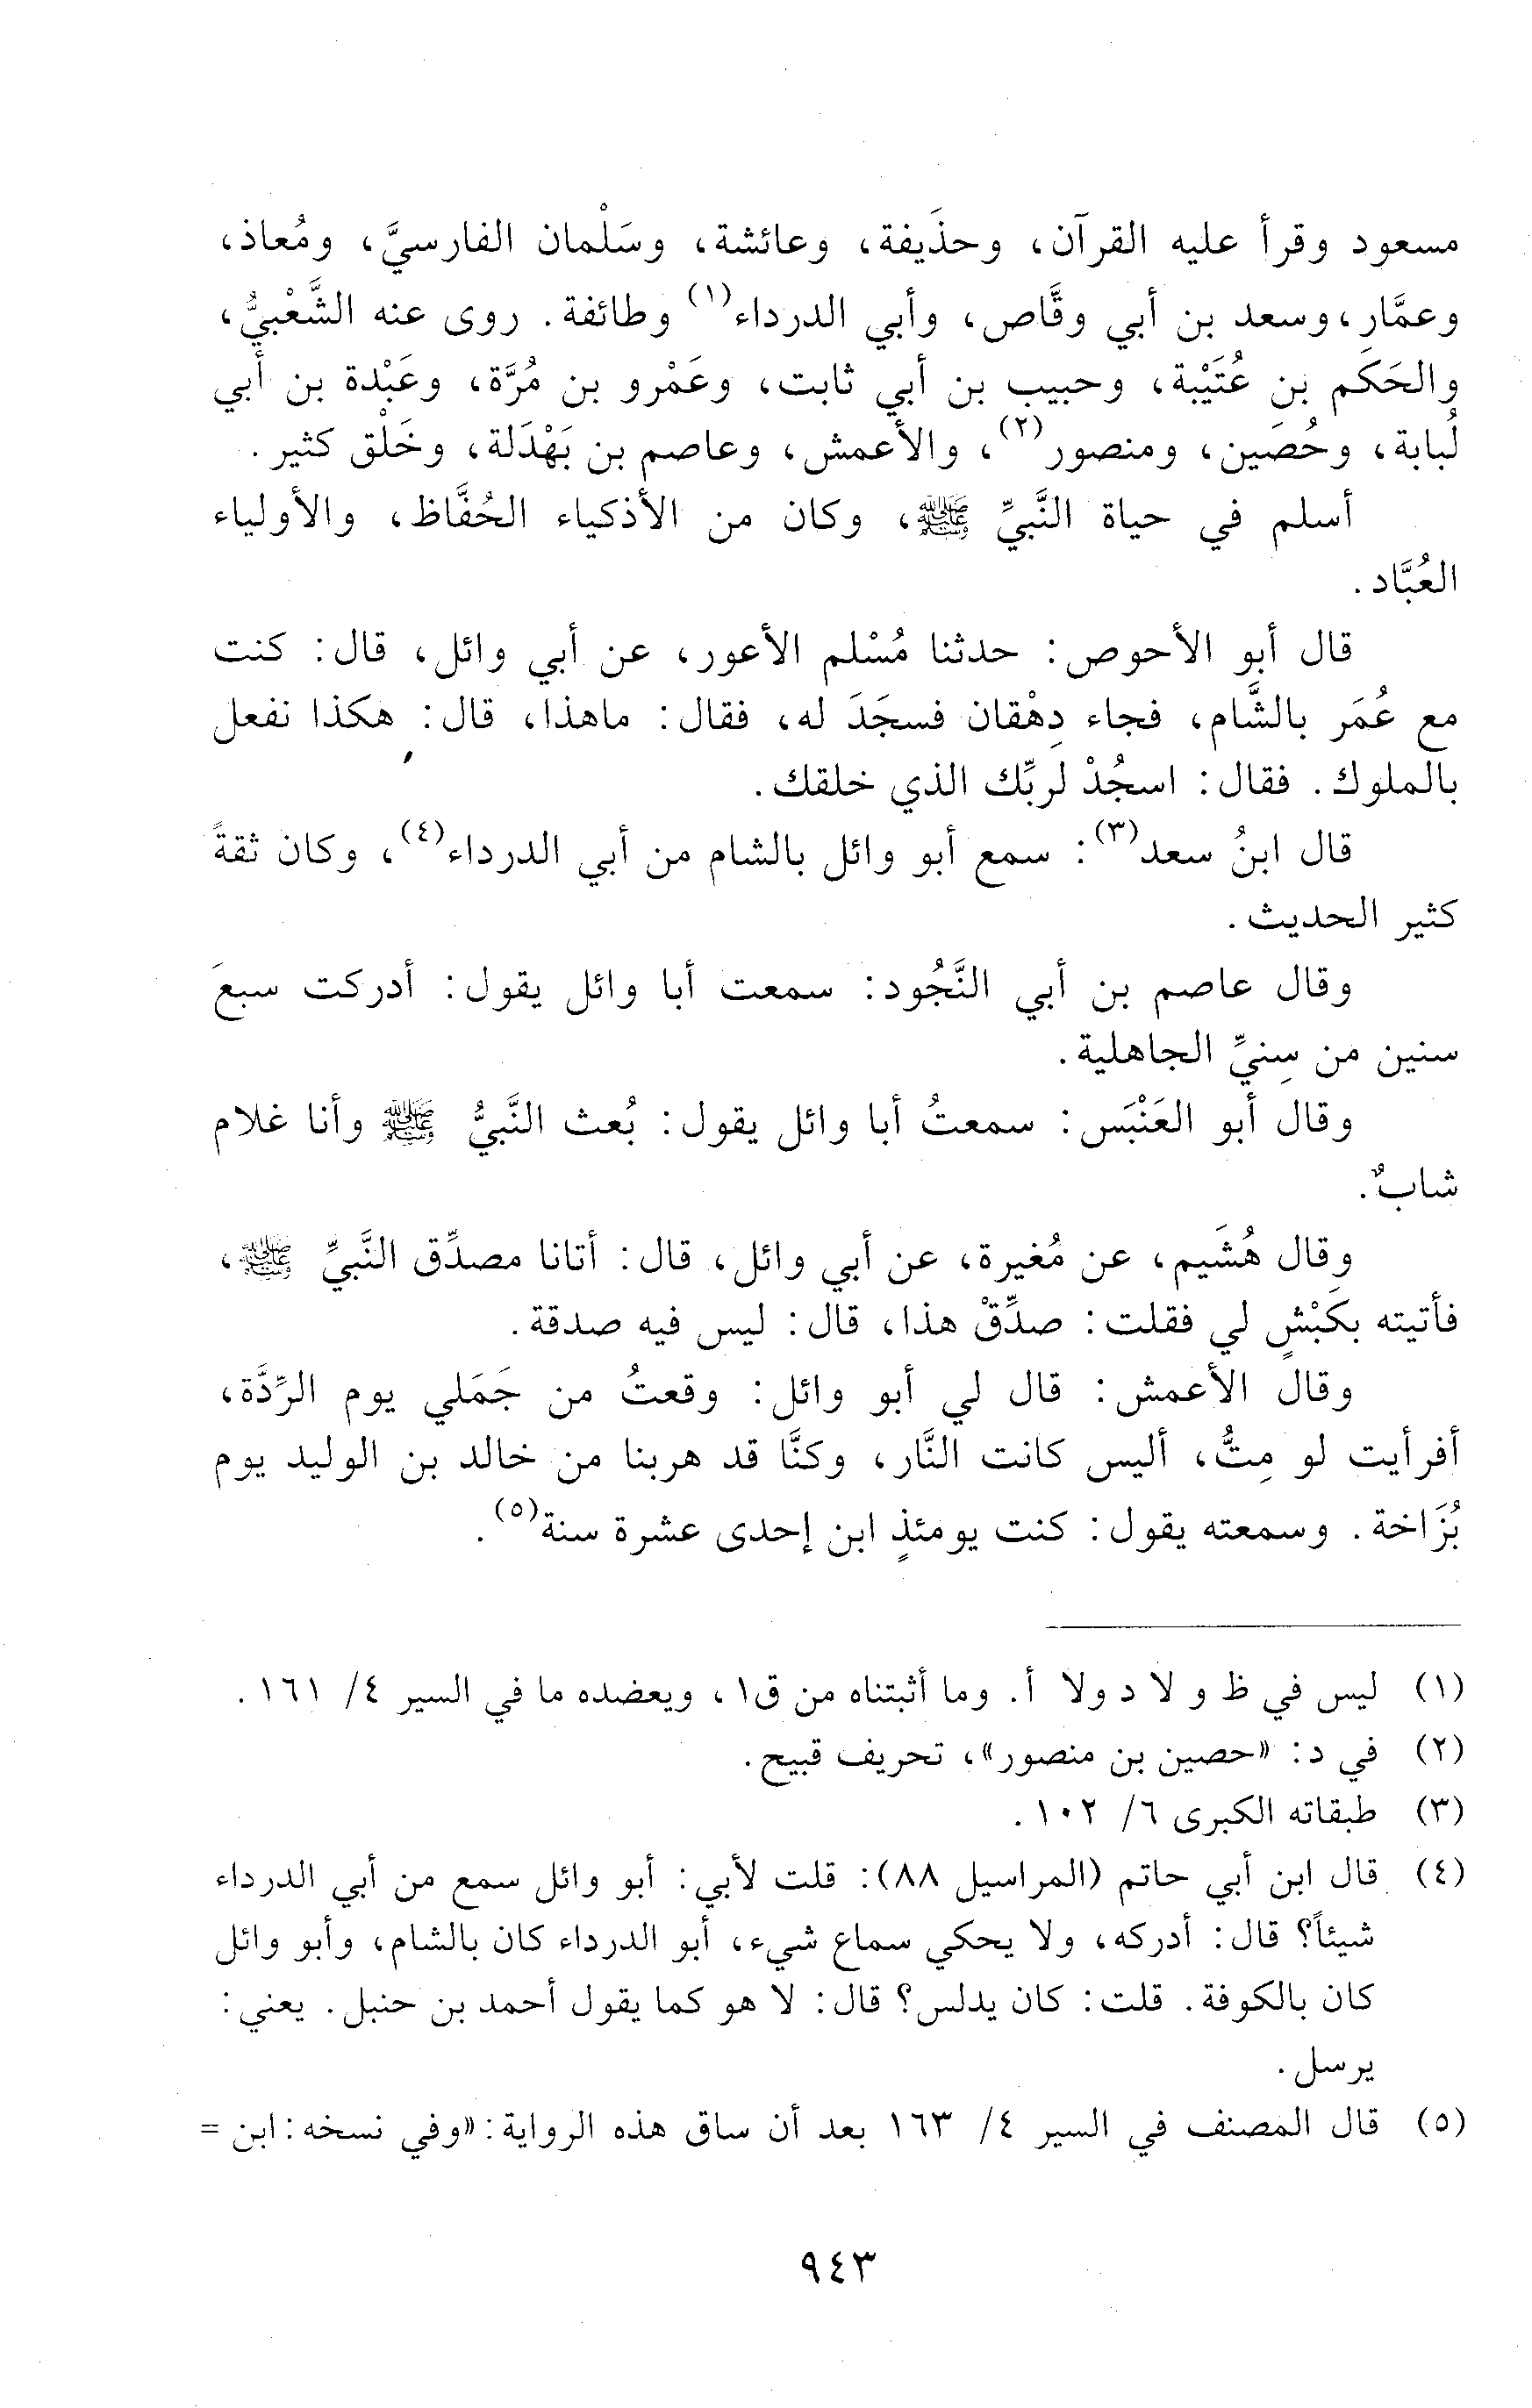 مسعود وقرأ عليه القرآن، وحذَيفة، وعائشة، وسَلْمان الفارسيَّ، ومُعاذ،
وعمَّارِ، وسعد بن أبي وقَّاص، وأبي الدرداء(١) وطائفة. روى عنه الشَّعْبيُّ،
والحَكَم بن عُتَيْبة، وحبيب بن أبي ثابت، وعَمْرو بن مُرَّة، وعَبْدة بن أبي
لُبابة، وحُصَين، ومنصور(٢)، والأعمش، وعاصم بن بَهْدَلة، وخَلْق كثير.
أسلم في حياة النَّبيِّ ﷺ، وكان من الأذكياء الحُفَّاظ، والأولياء
العُبَّاد.
قال أبو الأحوص: حدثنا مُسْلم الأعور، عن أبي وائل، قال: كنت
مع عُمَر بالشَّام، فجاء دِهْقان فسجَدَ له، فقال: ماهذا، قال: هكذا نفعل
بالملوك. فقال: اسجُدْ لربِّك الذي خلقك.
قال ابنُ سعد(٣): سمع أبو وائل بالشام من أبي الدرداء(٤)، وكان ثقةً
كثير الحديث.
وقال عاصم بن أبي النَّجُود: سمعت أبا وائل يقول: أدركت سبعَ
سنين من سِنيِّ الجاهلية.
وقال أبو العَنْبَس: سمعتُ أبا وائل يقول: بُعث النَّبيُّ ﷺ وأنا غلام
شابٌ.
وقال هُشَيم، عن مُغيرة، عن أبي وائل، قال: أتانا مصدِّق النَّبيِّ ﷺ،
فأتيته بكَبْشٍ لي فقلت: صدِّقْ هذا، قال: ليس فيه صدقة.
وقال الأعمش: قال لي أبو وائل: وقعتُ من جَمَلي يوم الرِّدَّة،
أفرأيت لو مِتُّ، أليس كانت النَّار، وكنَّا قد هربنا من خالد بن الوليد يوم
بُزَاخة. وسمعته يقول: كنت يومئذٍ ابن إحدى عشرة سنة(٥).
(١) ليس في ظ و لا د ولا أ. وما أثبتناه من ق١، ويعضده ما في السير ٤/ ١٦١.
(٢) في د: «حصين بن منصور»، تحريف قبيح.
(٣) طبقاته الكبرى ٦/ ١٠٢.
(٤) قال ابن أبي حاتم (المراسيل ٨٨): قلت لأبي: أبو وائل سمع من أبي الدرداء
شيئاً؟ قال: أدركه، ولا يحكي سماع شيء، أبو الدرداء كان بالشام، وأبو وائل
كان بالكوفة. قلت: كان يدلس؟ قال: لا هو كما يقول أحمد بن حنبل. يعني:
يرسل.
(٥) قال المصنف في السير ٤/ ١٦٣ بعد أن ساق هذه الرواية: «وفي نسخه: ابن =
٩٤٣